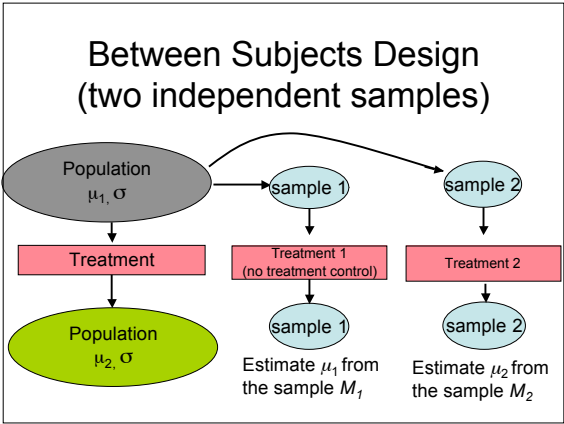 Between Subjects Design
(two independent samples)
Population
μ1, σ
sample 1
sample 2
Treatment
Treatment 1
(no treatment control)
Treatment 2
Population
μ2, σ
sample 1
sample 2
Estimate μ1 from
the sample M1
Estimate μ2 from
the sample M2